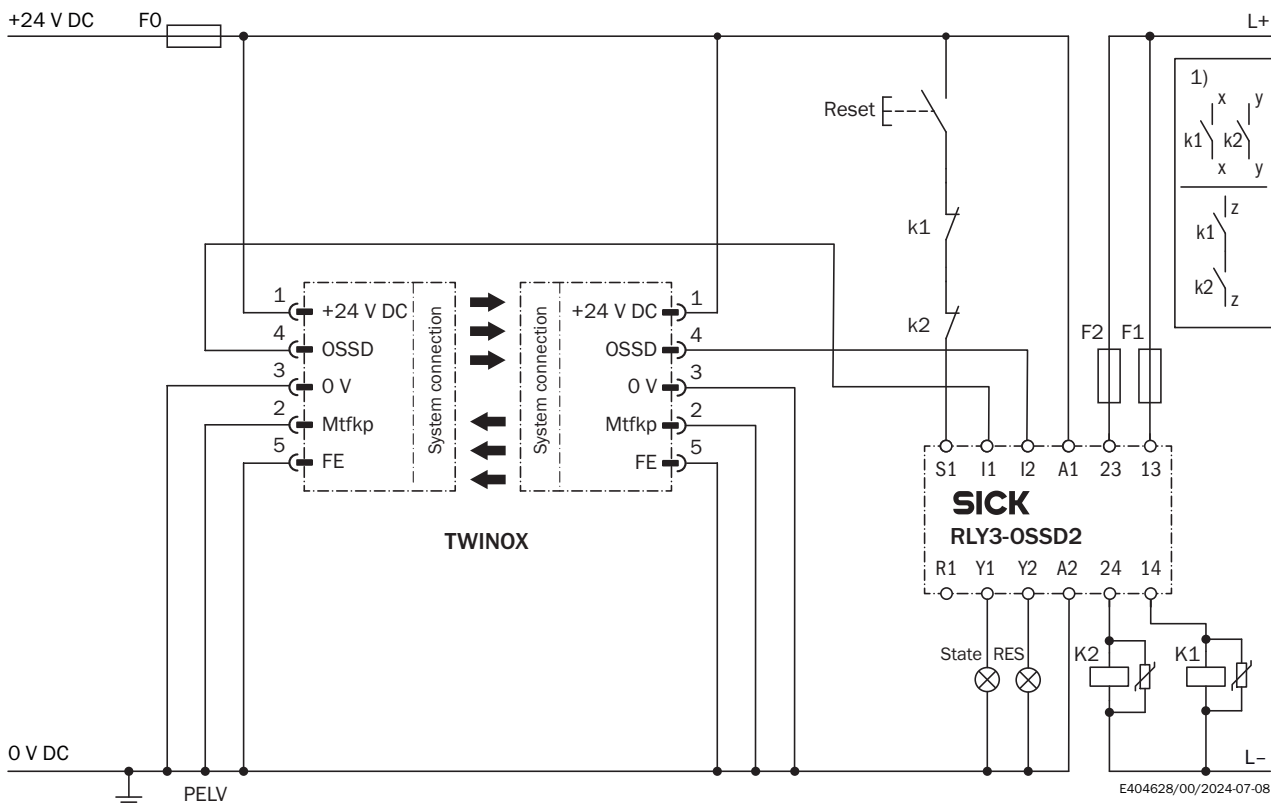 +24 V DC
F0
L+
1)
x
y
k1
k2
x
y
z
k1
k2
z
Reset
k1
k2
F2
F1
1
+24 V DC
4
OSSD
3
0 V
2
Mtfkp
5
FE
System connection
System connection
+24 V DC
1
OSSD
4
0 V
3
Mtfkp
2
FE
5
TWINOX
S1
I1
I2
A1
23
13
SICK
RLY3-OSSD2
R1
Y1
Y2
A2
24
14
State
RES
K2
K1
0 V DC
PELV
L–
E404628/00/2024-07-08